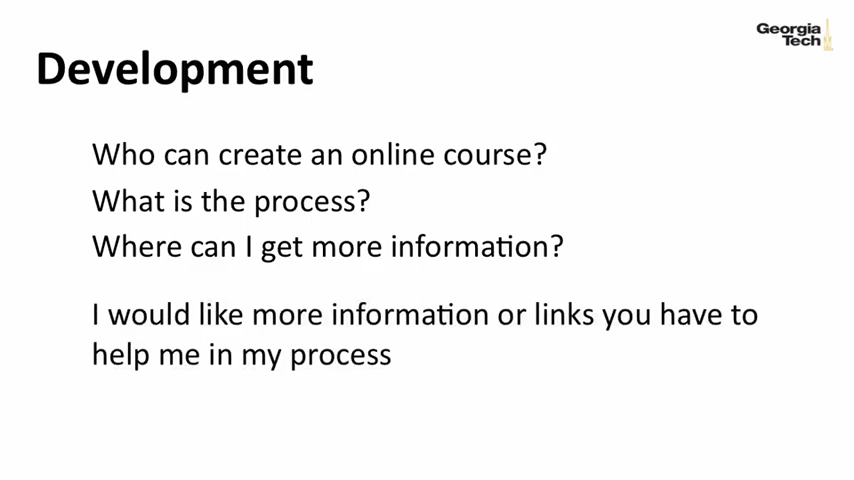 Georgia
Tech
Development
Who can create an online course?
What is the process?
Where can I get more information?
I would like more information or links you have to
help me in my process